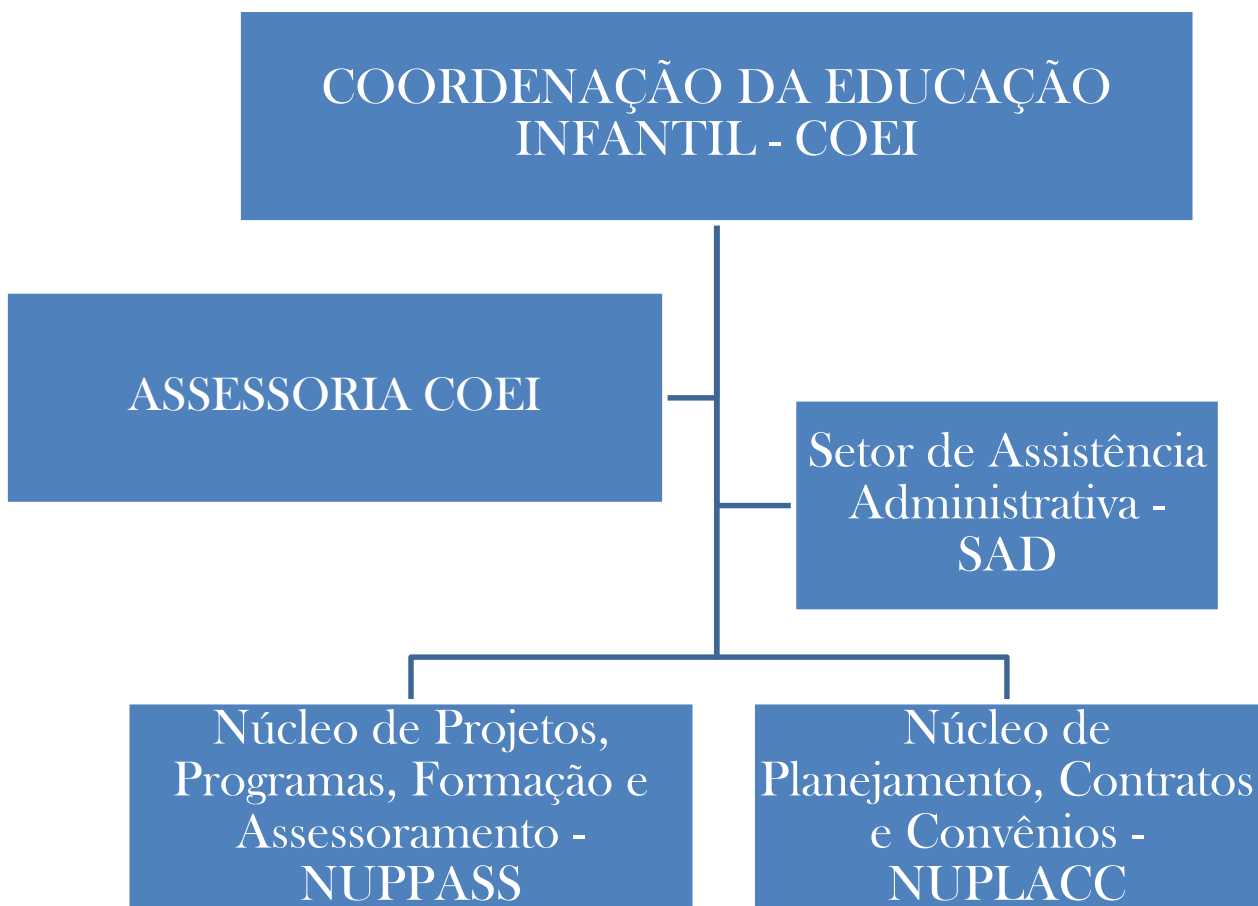 COORDENAÇÃO DA EDUCAÇÃO
INFANTIL - COEI
ASSESSORIA COEI
Setor de Assistência
Administrativa -
SAD
Núcleo de Projetos,
Programas, Formação e
Assessoramento -
NUPPASS
Núcleo de
Planejamento, Contratos
e Convênios -
NUPLACC